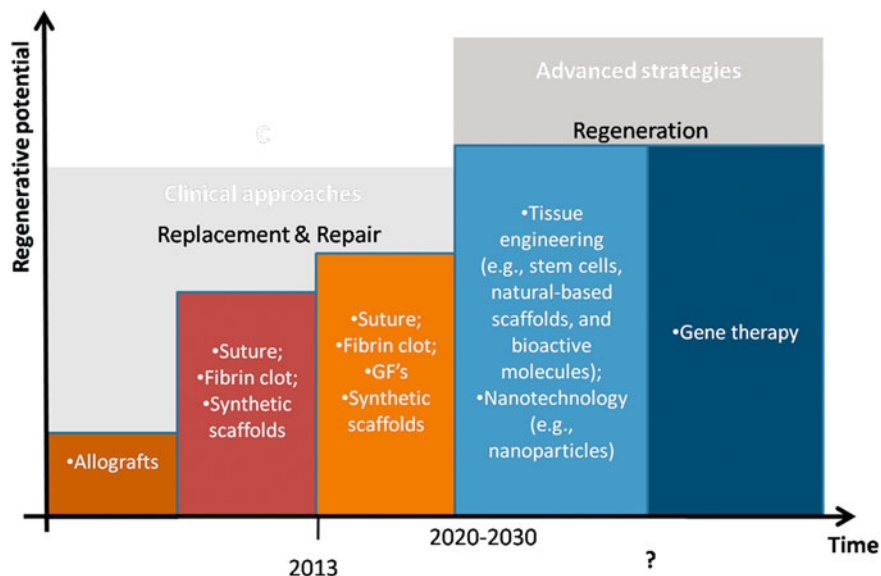 Regenerative potential
C
Advanced strategies
Regeneration
Clinical approaches
Replacement & Repair
•Allografts
•Suture;
•Fibrin clot;
•Synthetic
scaffolds
•Suture;
•Fibrin clot;
•GF's
•Synthetic
scaffolds
•Tissue
engineering
(e.g., stem cells,
natural-based
scaffolds, and
bioactive
molecules);
•Nanotechnology
(e.g.,
nanoparticles)
•Gene therapy
2013
2020-2030
?
Time